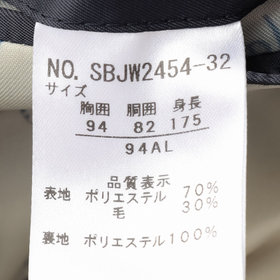 NO. SBJW2454-32
サイズ
胸囲 胴囲 身長
94 82 175
94AL
品質表示
表地 ポリエステル 70%
毛 30%
裏地 ポリエステル100%